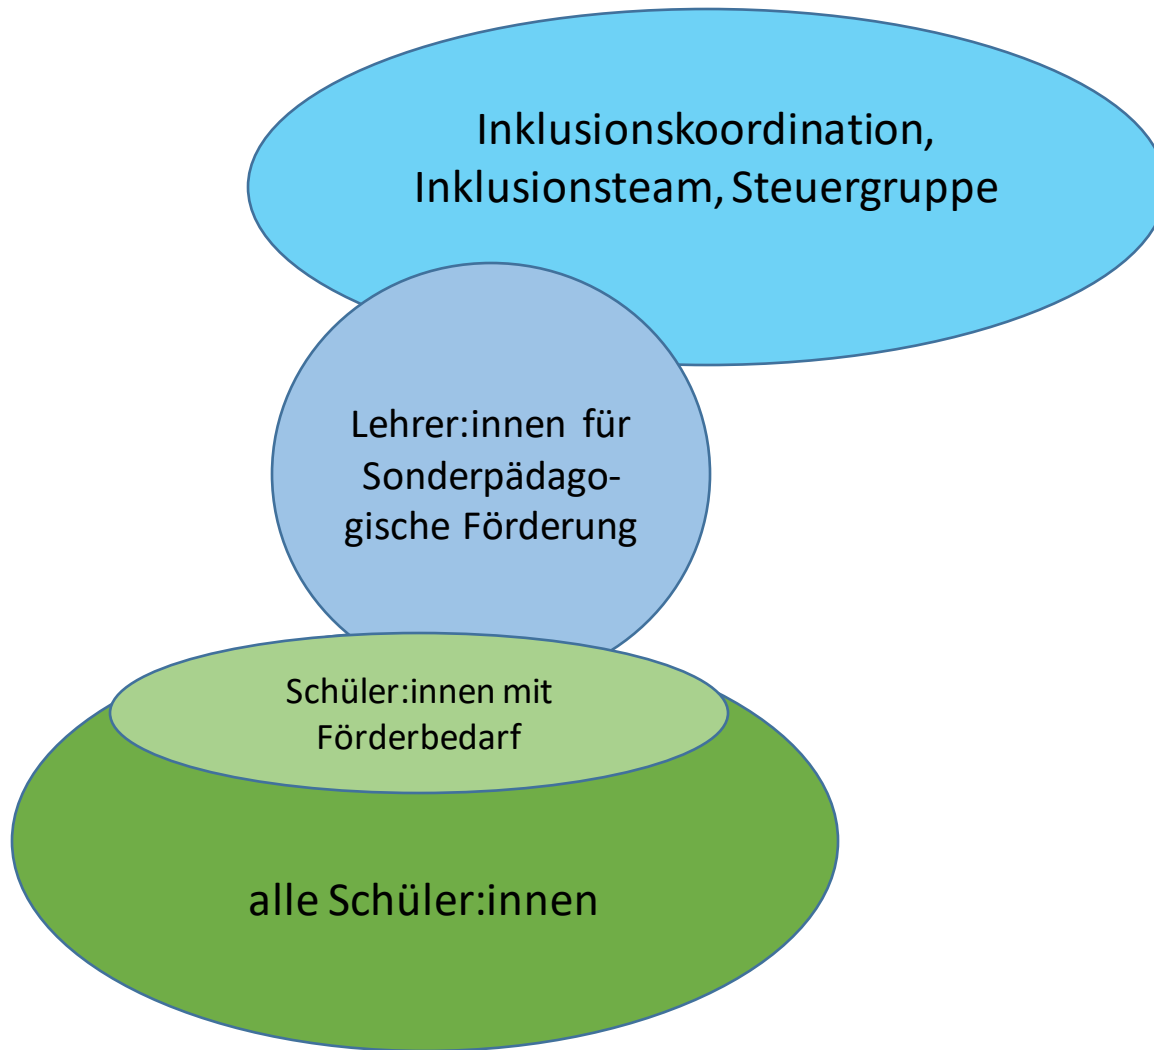 Inklusionskoordination,
Inklusionsteam, Steuergruppe
Lehrer:innen für
Sonderpädago-
gische Förderung
Schüler:innen mit
Förderbedarf
alle Schüler:innen